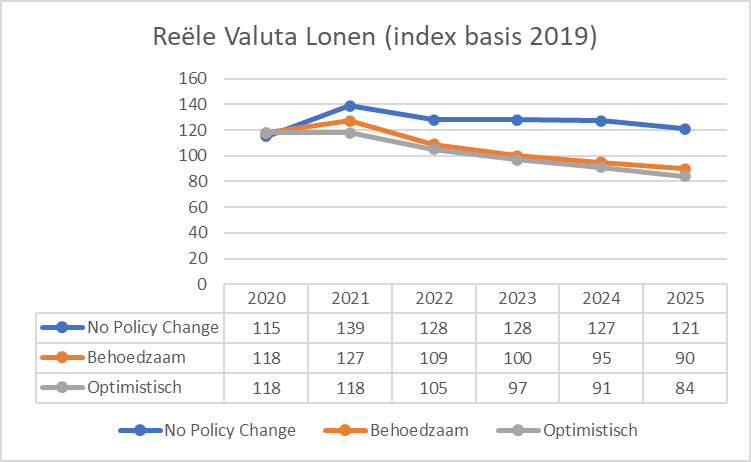 Reële Valuta Lonen (index basis 2019)
160
140
120
100
80
60
40
20
0
2020 2021 2022 2023 2024 2025
No Policy Change 115 139 128 128 127 121
Behoedzaam 118 127 109 100 95 90
Optimistisch 118 118 105 97 91 84
No Policy Change Behoedzaam Optimistisch